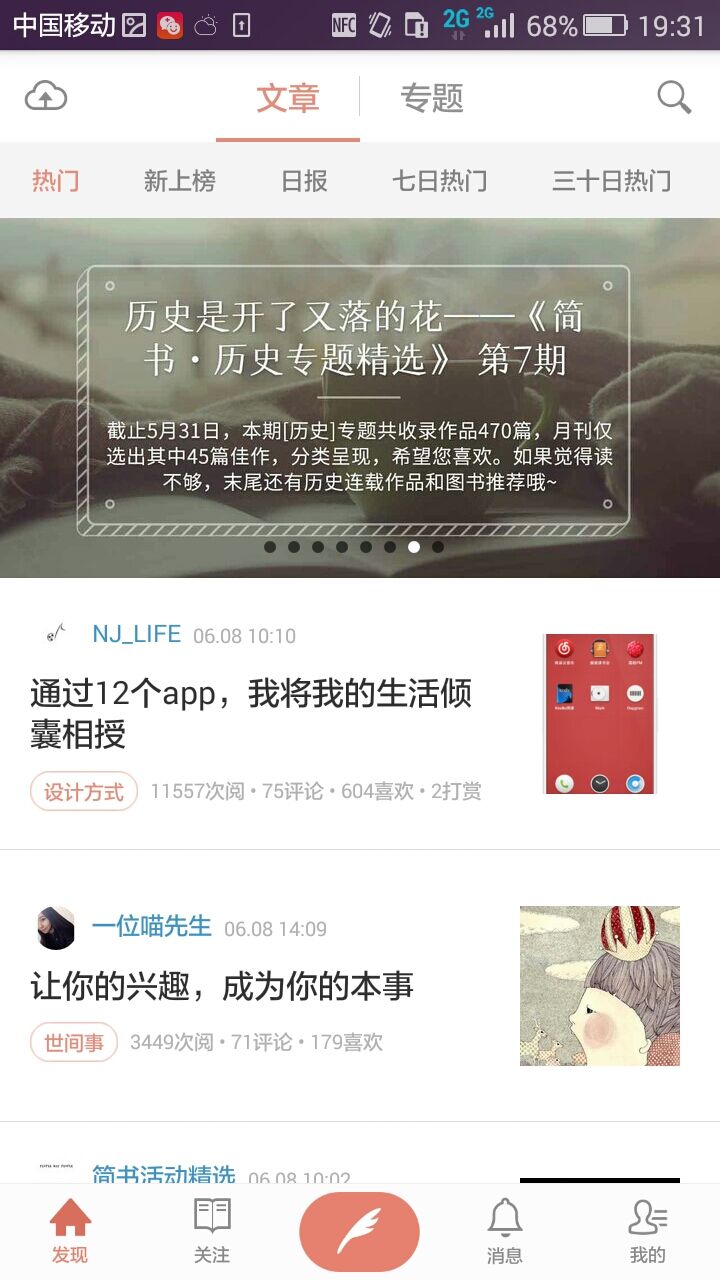 中国移动 NFC 2G 2G 68% 19:31
文章 专题
热门 新上榜 日报 七日热门 三十日热门
历史是开了又落的花——《简
书·历史专题精选》 第7期
截止5月31日，本期[历史]专题共收录作品470篇，月刊仅
选出其中45篇佳作，分类呈现，希望您喜欢。如果觉得读
不够，末尾还有历史连载作品和图书推荐哦~
NJ_LIFE 06.08 10:10
通过12个app，我将我的生活倾
囊相授
设计方式 11557次阅 • 75评论 • 604喜欢 • 2打赏
一位喵先生 06.08 14:09
让你的兴趣，成为你的本事
世间事 3449次阅 • 71评论 • 179喜欢
简书活动精选 06.08 10:02
发现 关注 消息 我的